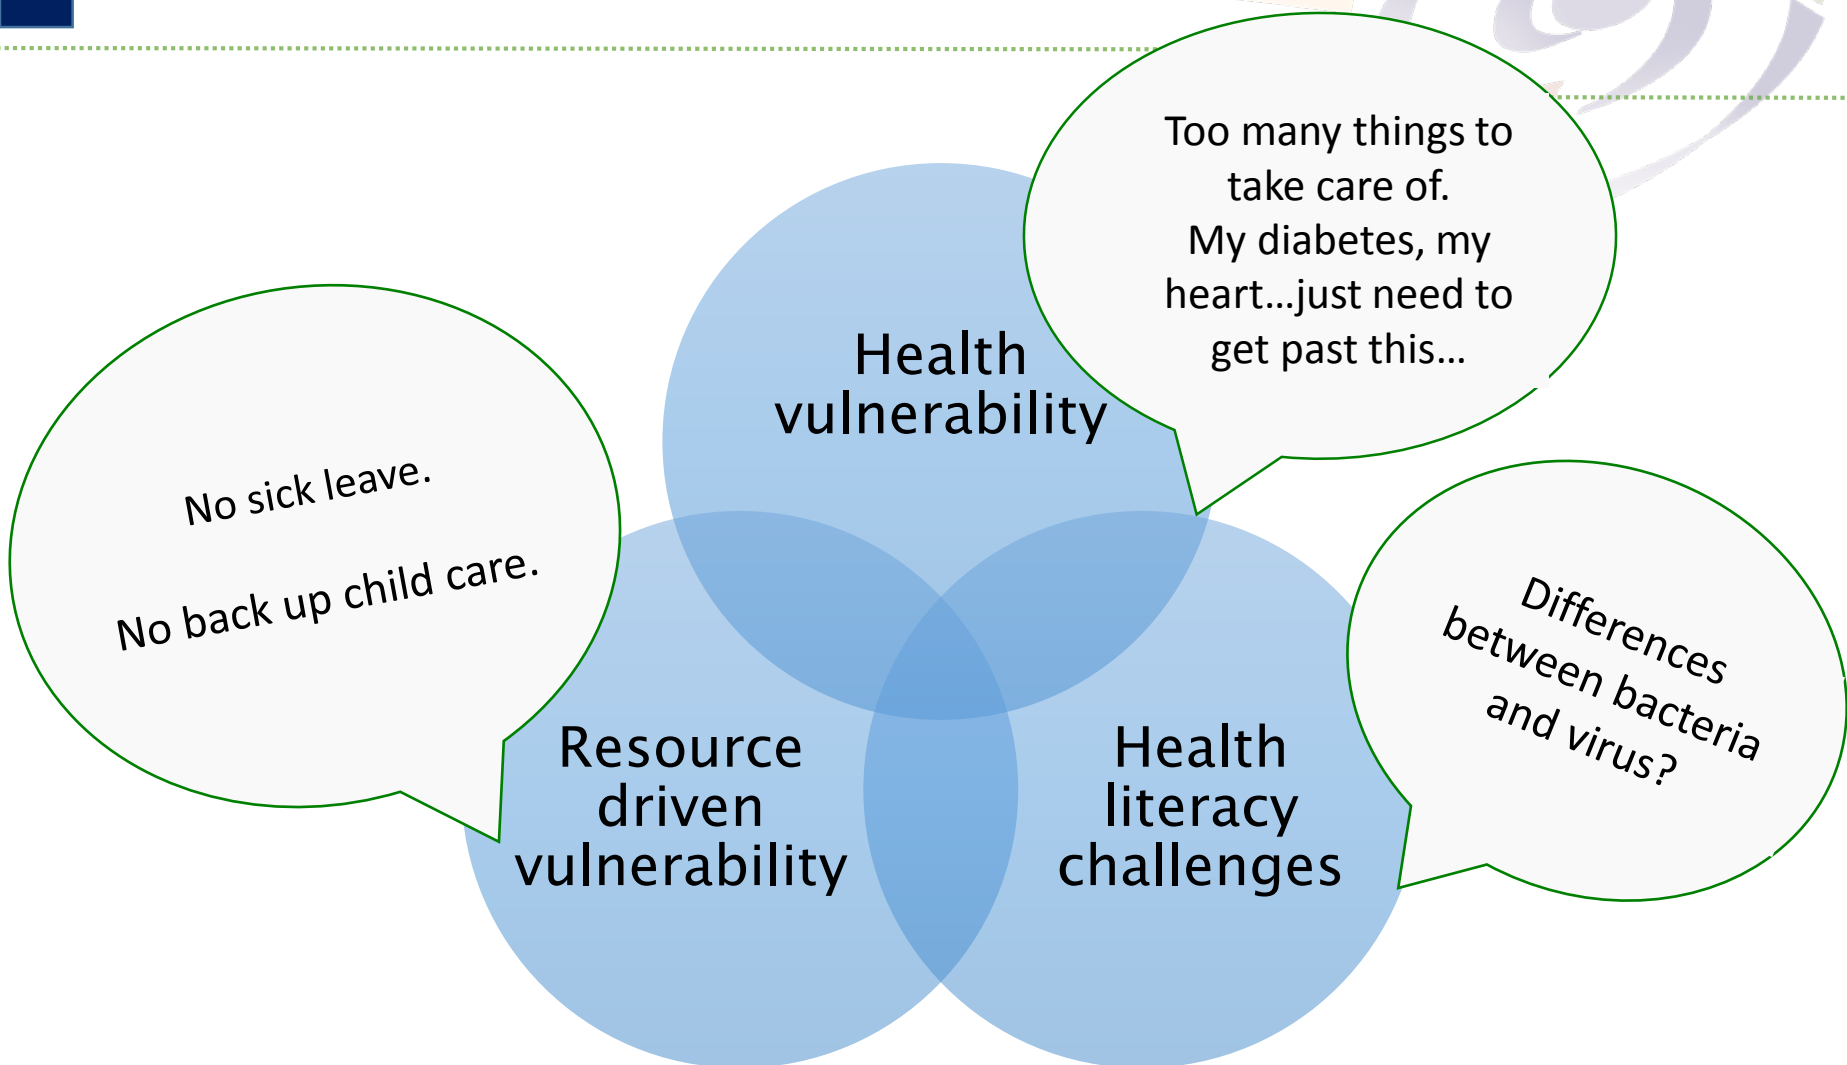 Too many things to
take care of.
My diabetes, my
heart...just need to
get past this...
Health
vulnerability
No sick leave.
No back up child care.
Differences
between bacteria
and virus?
Resource
driven
vulnerability
Health
literacy
challenges